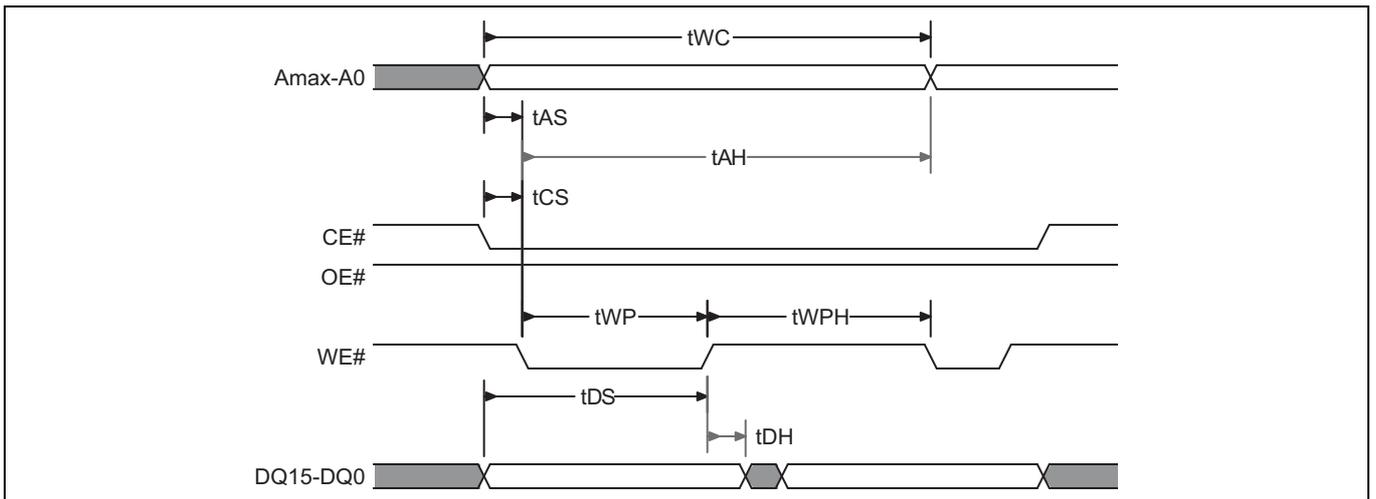 tWC
Amax-A0
tAS
tAH
tCS
CE#
OE#
tWP tWPH
WE#
tDS
tDH
DQ15-DQ0